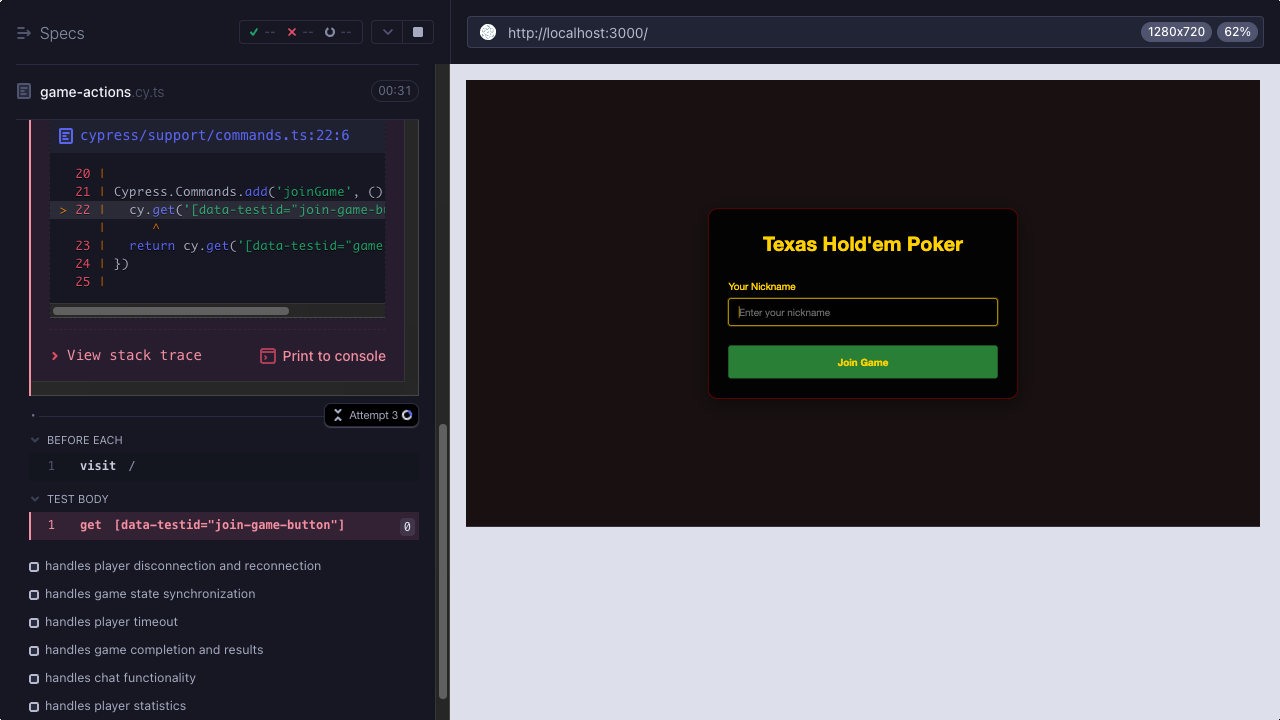 Specs
-- -- --
game-actions.cy.ts 00:31
cypress/support/commands.ts:22:6
20 |
21 | Cypress.Commands.add('joinGame', ()
> 22 | cy.get('[data-testid="join-game-bu
| ^
23 | return cy.get('[data-testid="game
24 | })
25 |
View stack trace
Print to console
Attempt 3
BEFORE EACH
1 visit /
TEST BODY
1 get [data-testid="join-game-button"] 0
handles player disconnection and reconnection
handles game state synchronization
handles player timeout
handles game completion and results
handles chat functionality
handles player statistics
http://localhost:3000/
1280x720 62%
Texas Hold'em Poker
Your Nickname
Enter your nickname
Join Game